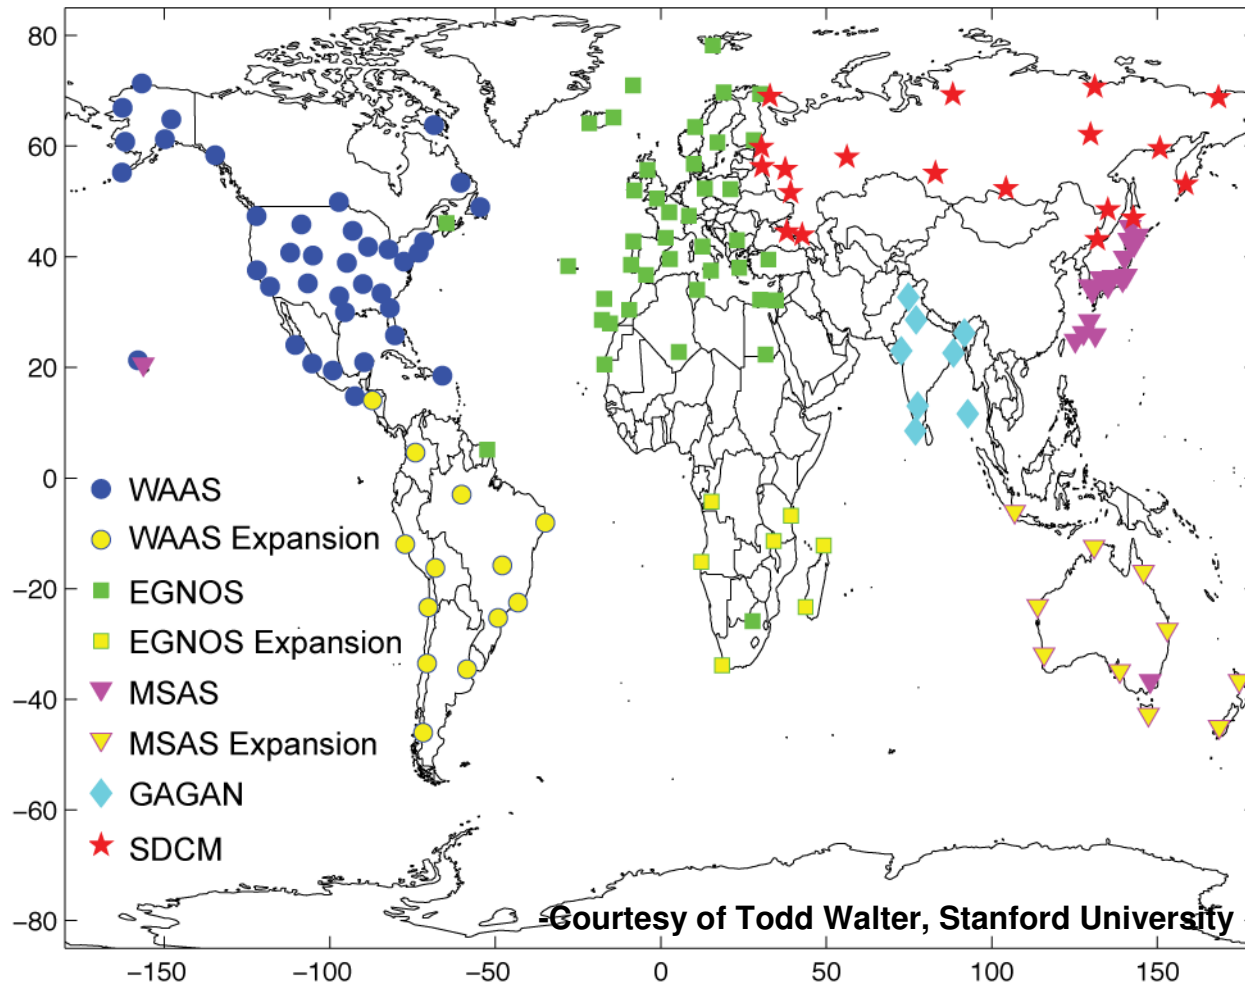 80
60
40
20
0
−20
−40
−60
−80
WAAS
WAAS Expansion
EGNOS
EGNOS Expansion
MSAS
MSAS Expansion
GAGAN
SDCM
-Courtesy of Todd Walter, Stanford University
−150 −100 −50 0 50 100 150